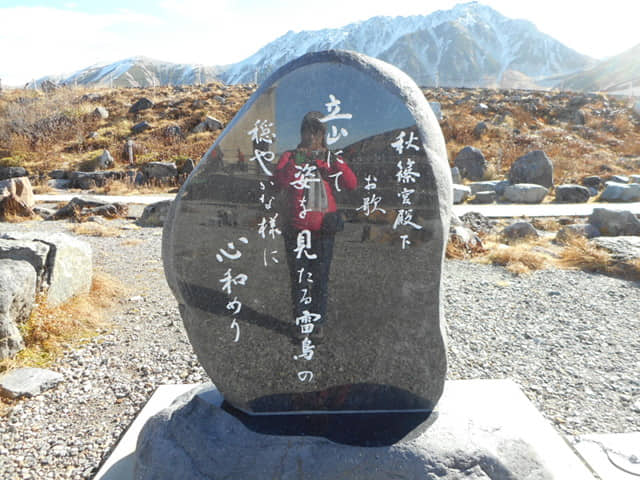 秋篠宮殿下
お歌
立山にて
姿を見たる雷鳥の
穏やかな様に
心和めり